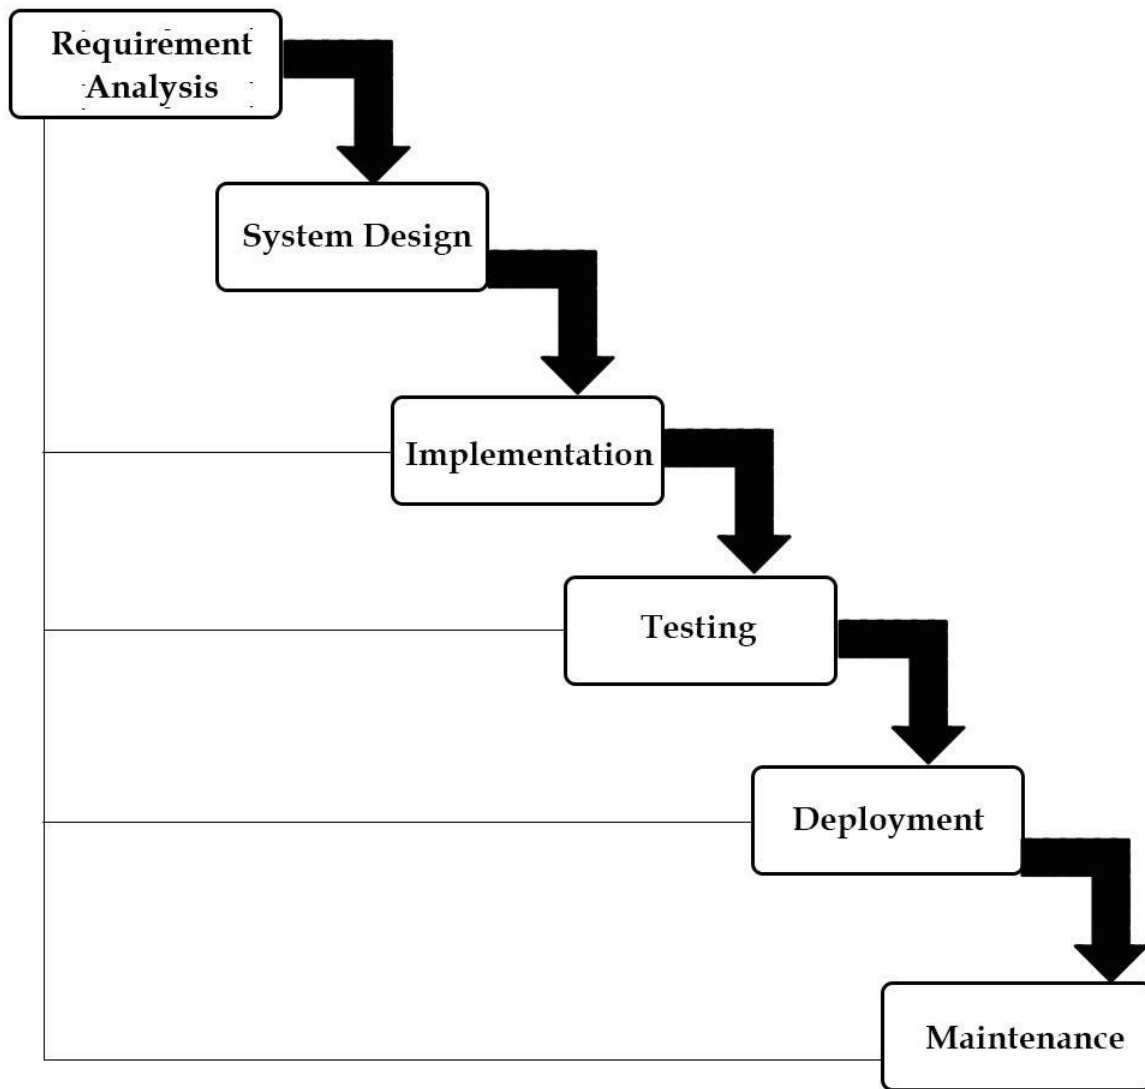 Requirement
Analysis
System Design
Implementation
Testing
Deployment
Maintenance